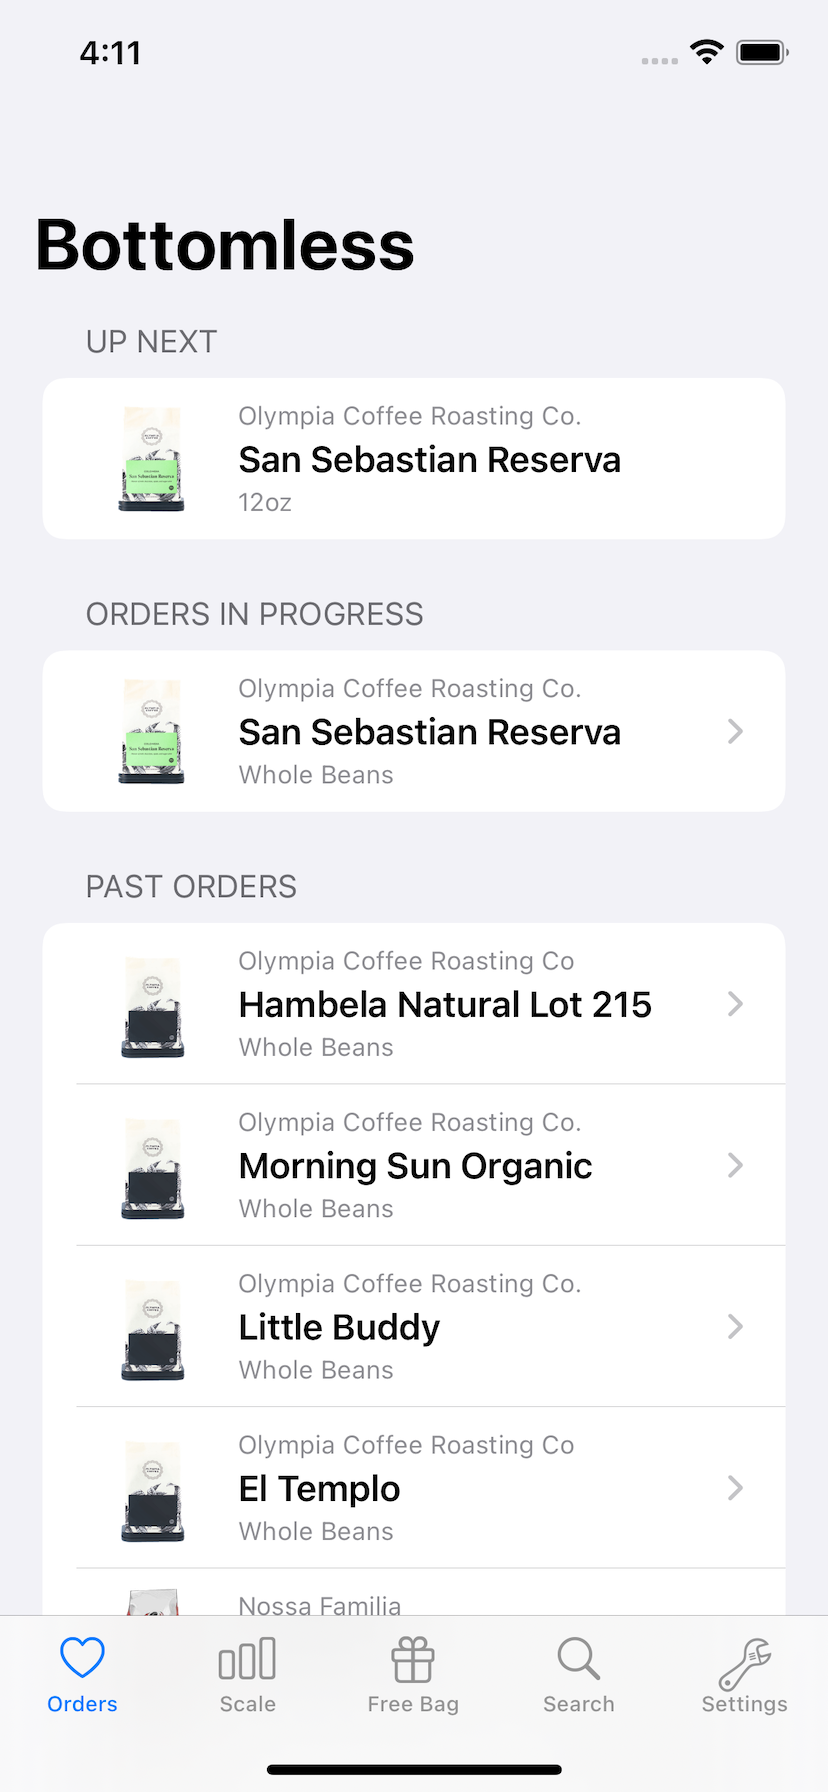 4:11
Bottomless
UP NEXT
Olympia Coffee Roasting Co.
San Sebastian Reserva
12oz
ORDERS IN PROGRESS
Olympia Coffee Roasting Co.
San Sebastian Reserva
Whole Beans
PAST ORDERS
Olympia Coffee Roasting Co
Hambela Natural Lot 215
Whole Beans
Olympia Coffee Roasting Co.
Morning Sun Organic
Whole Beans
Olympia Coffee Roasting Co.
Little Buddy
Whole Beans
Olympia Coffee Roasting Co
El Templo
Whole Beans
Nossa Familia
Orders
Scale
Free Bag
Search
Settings